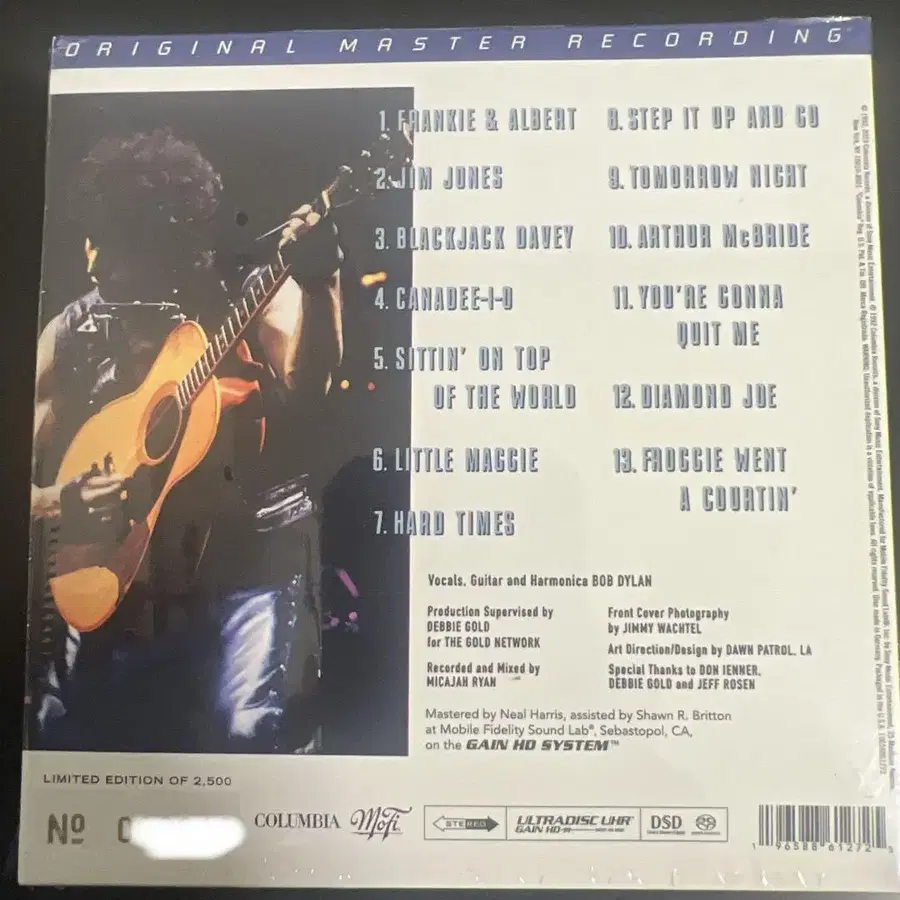 ORIGINAL MASTER RECORDING
1. FRANKIE & ALBERT
2. JIM JONES
3. BLACKJACK DAVEY
4. CANADEE-I-O
5. SITTIN' ON TOP
OF THE WORLD
6. LITTLE MAGGIE
7. HARD TIMES
8. STEP IT UP AND GO
9. TOMORROW NIGHT
10. ARTHUR McBRIDE
11. YOU'RE GONNA
QUIT ME
12. DIAMOND JOE
13. FROGGIE WENT
A COURTIN'
Vocals, Guitar and Harmonica BOB DYLAN
Production Supervised by
DEBBIE GOLD
for THE GOLD NETWORK
Recorded and Mixed by
MICAJAH RYAN
Front Cover Photography
by JIMMY WACHTEL
Art Direction/Design by DAWN PATROL, LA
Special Thanks to DON IENNER,
DEBBIE GOLD and JEFF ROSEN
Mastered by Neal Harris, assisted by Shawn R. Britton
at Mobile Fidelity Sound Lab®, Sebastopol, CA,
on the GAIN HD SYSTEM™
LIMITED EDITION OF 2,500
Nº
COLUMBIA
MoFi
STEREO
ULTRADISC UHR™
GAIN HD
DSD
SACD
1 96588 61272